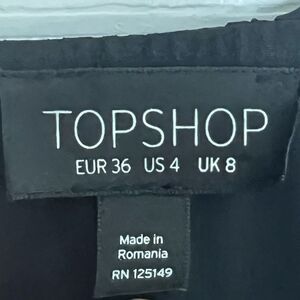 TOPSHOP
EUR 36 US 4 UK 8
Made in
Romania
RN 125149